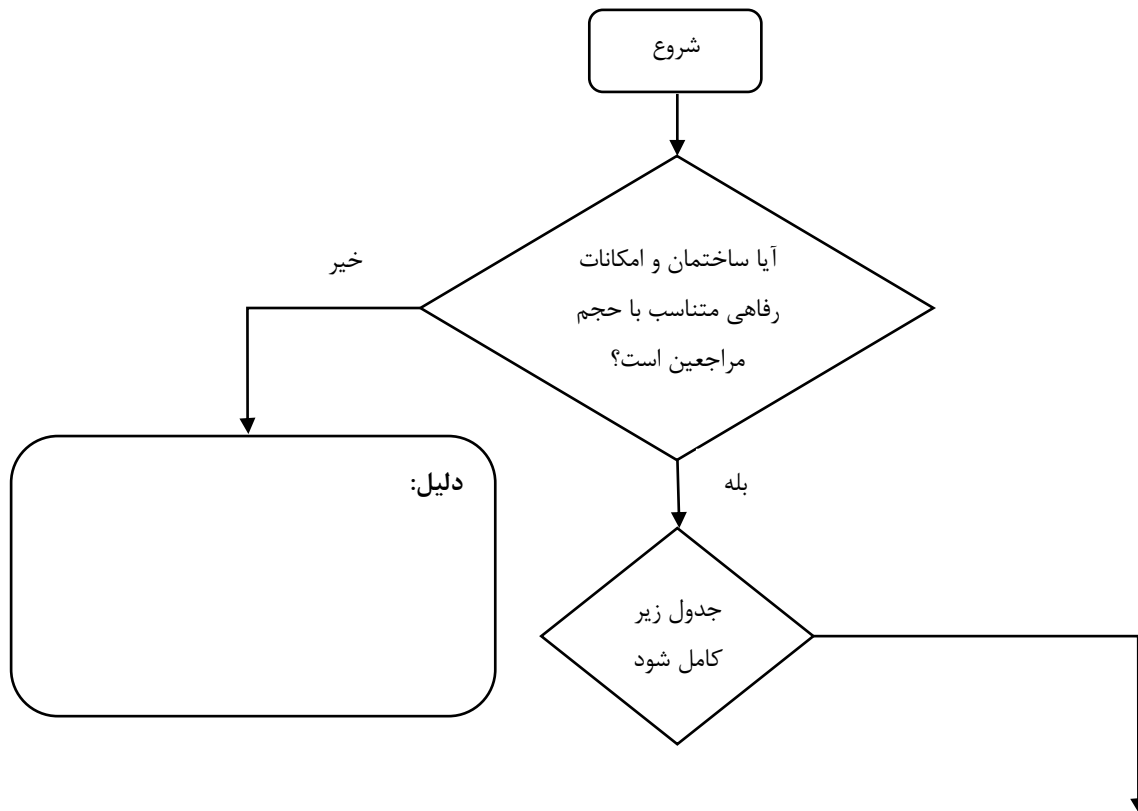 شروع
آیا ساختمان و امکانات
رفاهی متناسب با حجم
مراجعین است؟
خیر
بله
دلیل:
جدول زیر
کامل شود